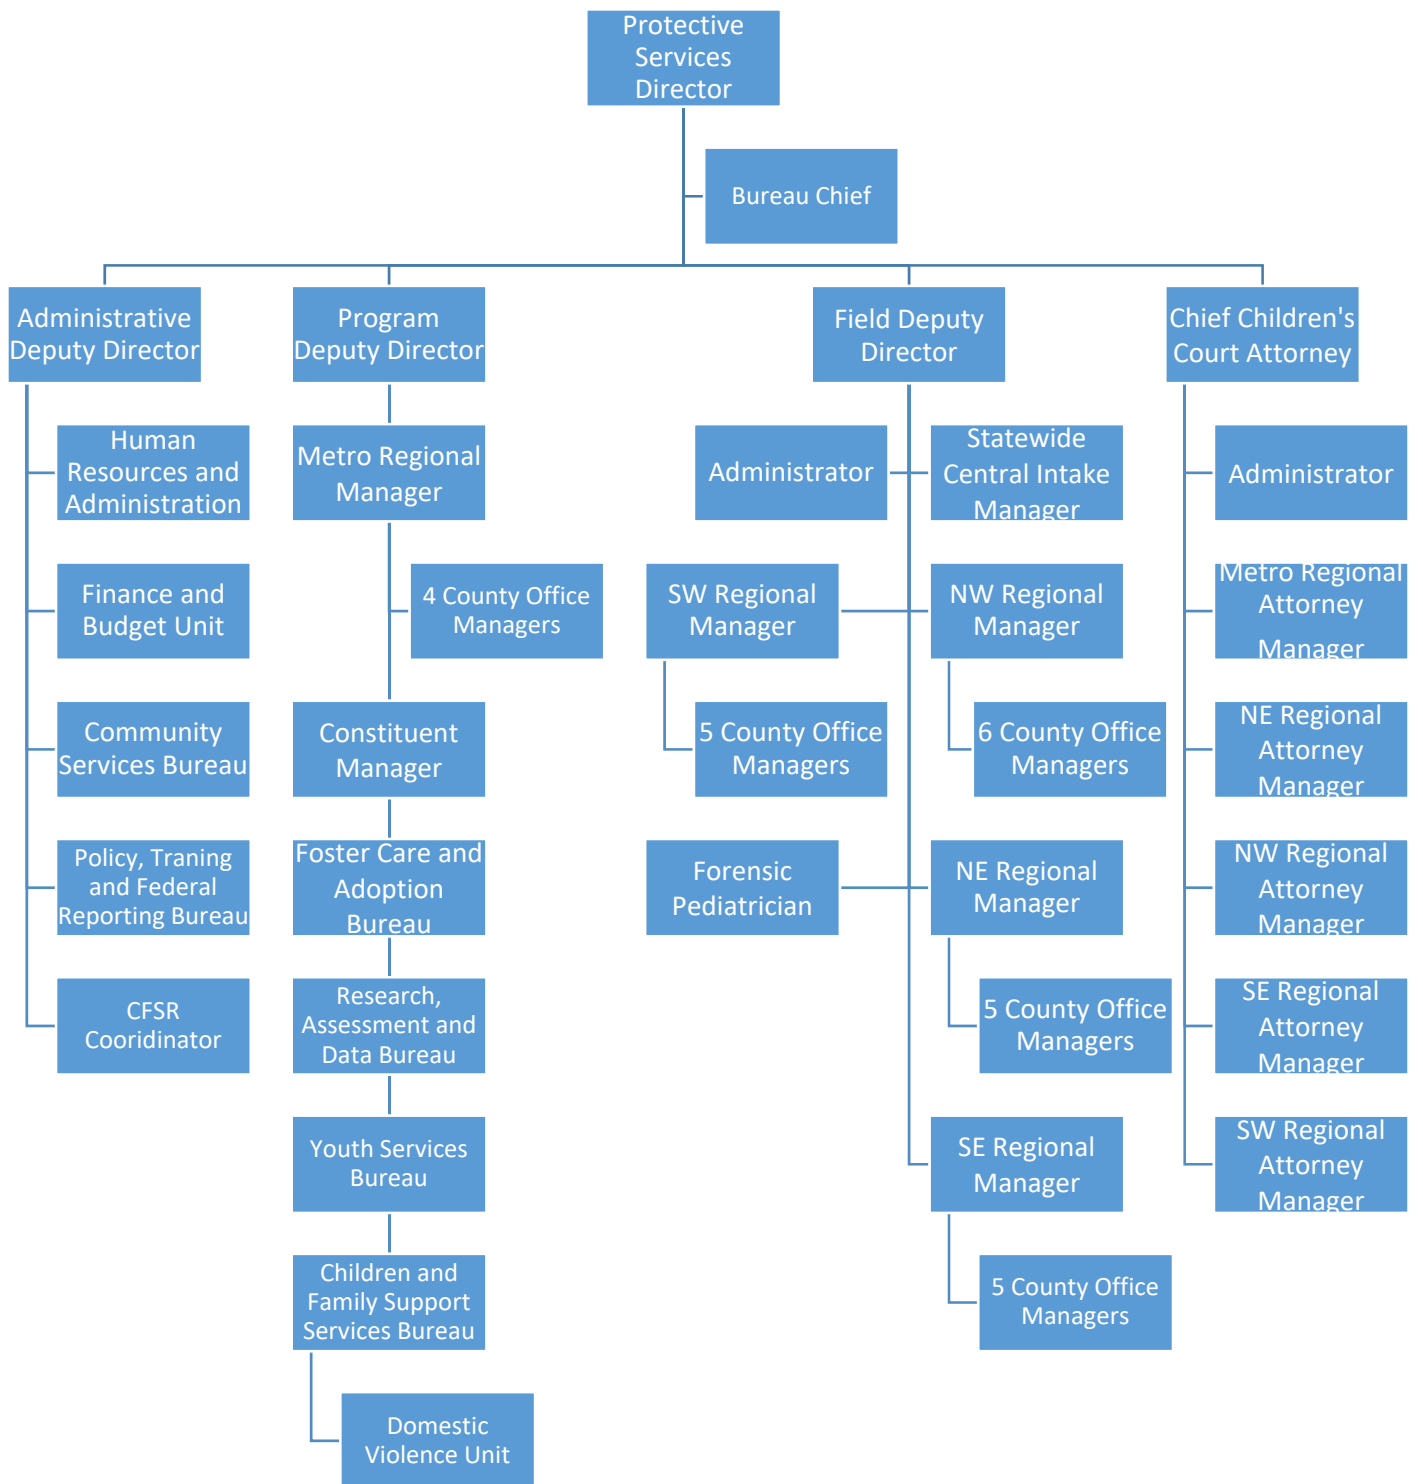 Protective
Services
Director
Bureau Chief
Administrative
Deputy Director
Program
Deputy Director
Field Deputy
Director
Chief Children's
Court Attorney
Human
Resources and
Administration
Metro Regional
Manager
Administrator
Statewide
Central Intake
Manager
Administrator
Finance and
Budget Unit
4 County Office
Managers
SW Regional
Manager
NW Regional
Manager
Metro Regional
Attorney
Manager
Community
Services Bureau
Constituent
Manager
5 County Office
Managers
6 County Office
Managers
NE Regional
Attorney
Manager
Policy, Traning
and Federal
Reporting Bureau
Foster Care and
Adoption
Bureau
Forensic
Pediatrician
NE Regional
Manager
NW Regional
Attorney
Manager
CFSR
Cooridinator
Research,
Assessment and
Data Bureau
5 County Office
Managers
SE Regional
Attorney
Manager
Youth Services
Bureau
SE Regional
Manager
SW Regional
Attorney
Manager
Children and
Family Support
Services Bureau
5 County Office
Managers
Domestic
Violence Unit